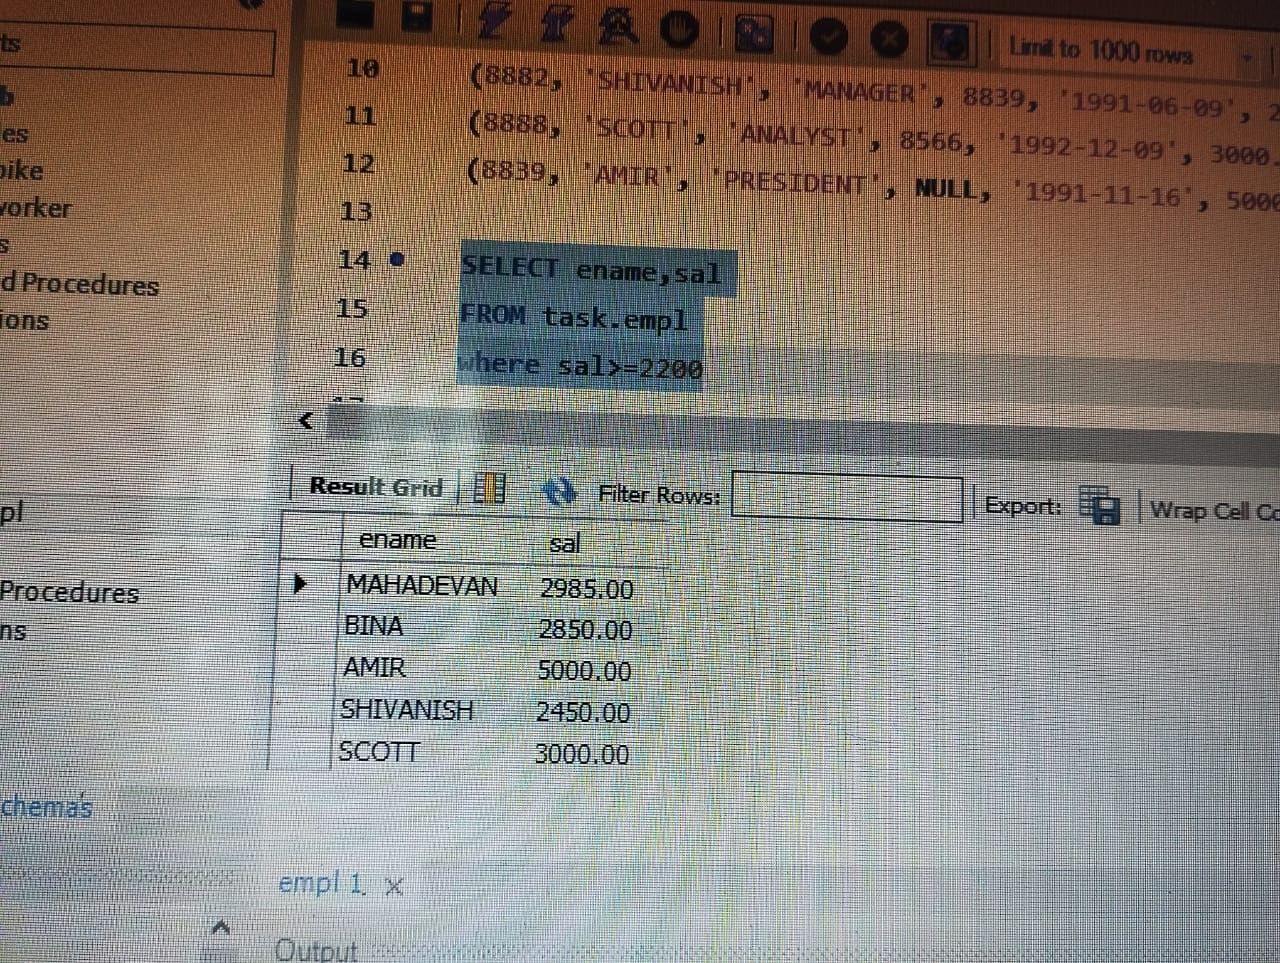 ts
Limit to 1000 rows
10 (8882, 'SHIVANISH', 'MANAGER', 8839, '1991-06-09', 2
11 (8888, 'SCOTT', 'ANALYST', 8566, '1992-12-09', 3000.
12 (8839, 'AMIR', 'PRESIDENT', NULL, '1991-11-16', 5000
13
14 SELECT ename,sal
15 FROM task.empl
16 where sal>=2200
b
es
bike
worker
s
d Procedures
ions
Result Grid Filter Rows: Export: Wrap Cell Co
ename sal
MAHADEVAN 2985.00
BINA 2850.00
AMIR 5000.00
SHIVANISH 2450.00
SCOTT 3000.00
pl
Procedures
ns
chemas
empl 1 ×
Output